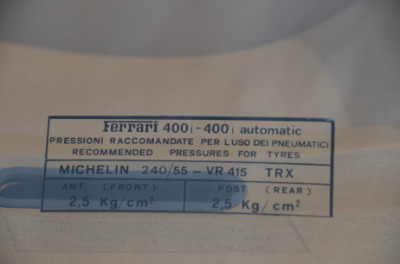 Ferrari 400i-400i automatic
PRESSIONI RACCOMANDATE PER LUSO DEI PNEUMATICI
RECOMMENDED PRESSURES FOR TYRES
MICHELIN 240/55 - VR 415 TRX
ANT. (FRONT) POST. (REAR)
2,5 Kg/cm² 2,5 Kg/cm²